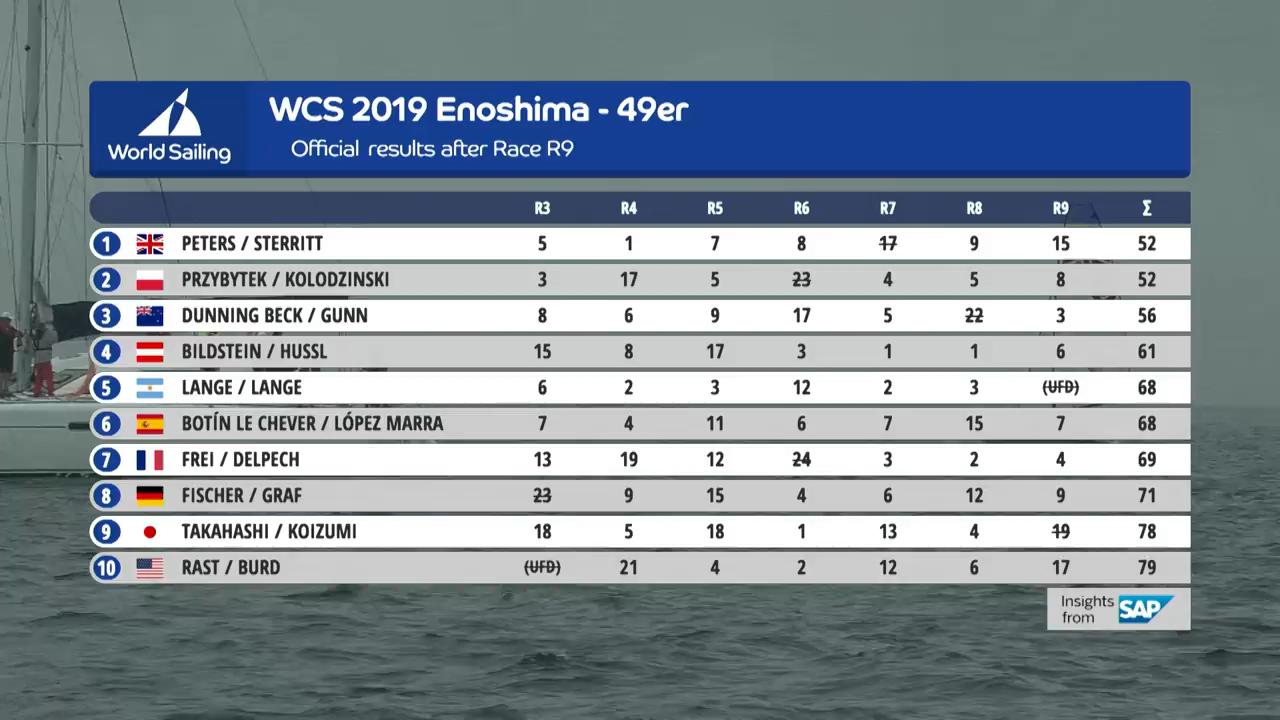 WCS 2019 Enoshima - 49er
World Sailing
Official results after Race R9
R3 R4 R5 R6 R7 R8 R9 Σ
1 PETERS / STERRITT 5 1 7 8 17 9 15 52
2 PRZYBYTEK / KOLODZINSKI 3 17 5 23 4 5 8 52
3 DUNNING BECK / GUNN 8 6 9 17 5 22 3 56
4 BILDSTEIN / HUSSL 15 8 17 3 1 1 6 61
5 LANGE / LANGE 6 2 3 12 2 3 (UFD) 68
6 BOTÍN LE CHEVER / LÓPEZ MARRA 7 4 11 6 7 15 7 68
7 FREI / DELPECH 13 19 12 24 3 2 4 69
8 FISCHER / GRAF 23 9 15 4 6 12 9 71
9 TAKAHASHI / KOIZUMI 18 5 18 1 13 4 19 78
10 RAST / BURD (UFD) 21 4 2 12 6 17 79
Insights
from SAP